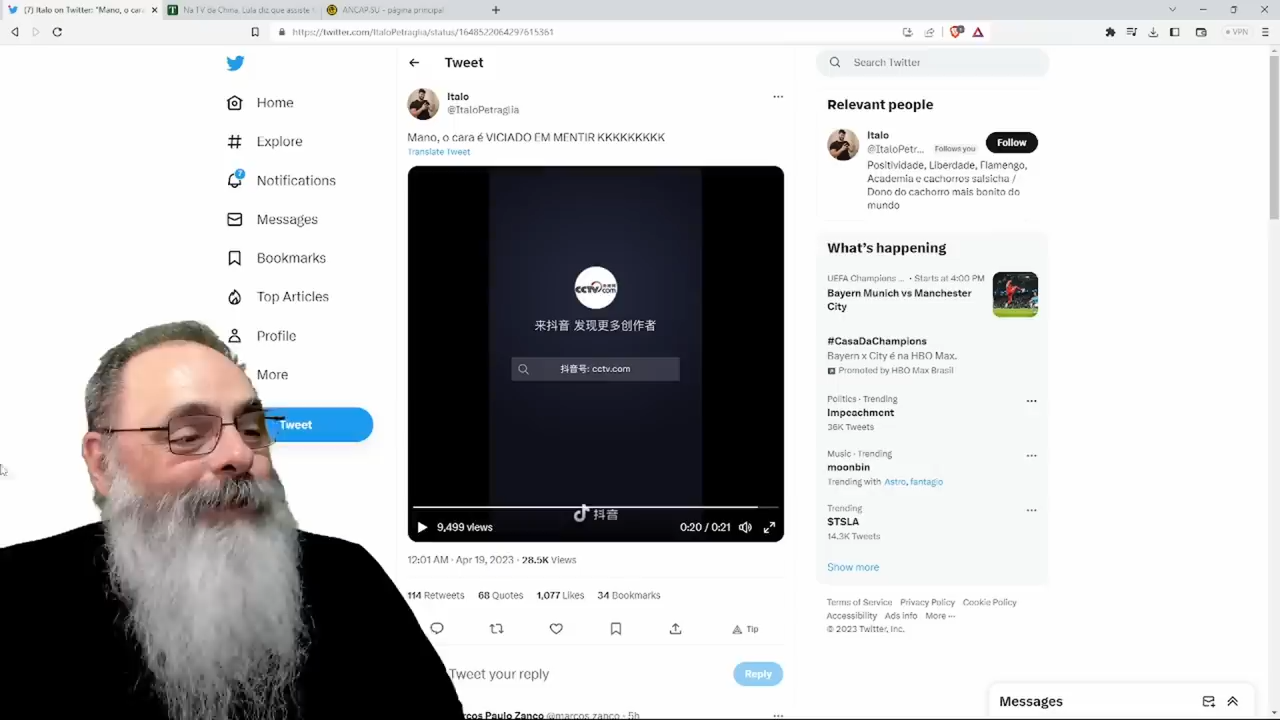 (7) Italo on Twitter: "Mano, o cara
Na TV da China, Lula diz que assiste
ANCAP.SU - página principal
https://twitter.com/ItaloPetraglia/status/1648522064297615361
VPN
Home
Explore
7
Notifications
Messages
Bookmarks
Top Articles
Profile
More
Tweet
Tweet
Italo
@ItaloPetraglia
Mano, o cara é VICIADO EM MENTIR KKKKKKKKK
Translate Tweet
CCTV.com
来抖音 发现更多创作者
抖音号: cctv.com
抖音
9,499 views
0:20 / 0:21
12:01 AM · Apr 19, 2023 · 28.5K Views
114 Retweets 68 Quotes 1,077 Likes 34 Bookmarks
Tip
Tweet your reply
Reply
Marcos Paulo Zanco @marcos_zanco · 5h
Search Twitter
Relevant people
Italo
@ItaloPetr... Follows you
Follow
Positividade, Liberdade, Flamengo,
Academia e cachorros salsicha /
Dono do cachorro mais bonito do
mundo
What's happening
UEFA Champions ... · Starts at 4:00 PM
Bayern Munich vs Manchester
City
#CasaDaChampions
Bayern x City é na HBO Max.
Promoted by HBO Max Brasil
Politics · Trending
Impeachment
36K Tweets
Music · Trending
moonbin
Trending with Astro, fantagio
Trending
$TSLA
14.3K Tweets
Show more
Terms of Service Privacy Policy Cookie Policy
Accessibility Ads info More ···
© 2023 Twitter, Inc.
Messages